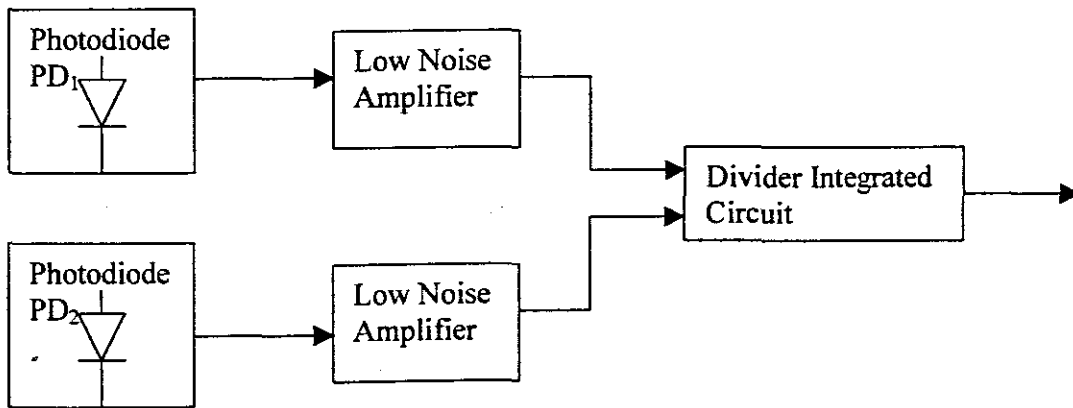 Photodiode
PD₁
Low Noise
Amplifier
Divider Integrated
Circuit
Photodiode
PD₂
Low Noise
Amplifier